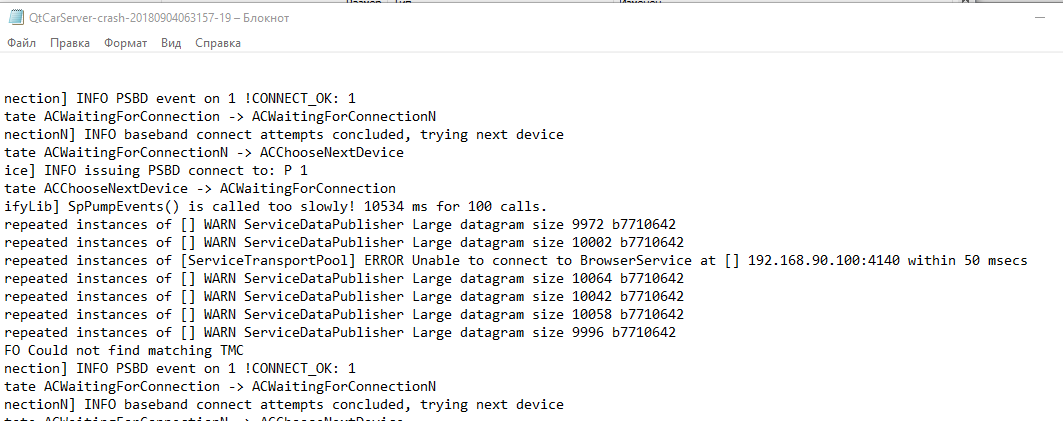 QtCarServer-crash-20180904063157-19 – Блокнот
Файл Правка Формат Вид Справка
nection] INFO PSBD event on 1 !CONNECT_OK: 1
tate ACWaitingForConnection -> ACWaitingForConnectionN
nectionN] INFO baseband connect attempts concluded, trying next device
tate ACWaitingForConnectionN -> ACChooseNextDevice
ice] INFO issuing PSBD connect to: P 1
tate ACChooseNextDevice -> ACWaitingForConnection
ifyLib] SpPumpEvents() is called too slowly! 10534 ms for 100 calls.
repeated instances of [] WARN ServiceDataPublisher Large datagram size 9972 b7710642
repeated instances of [] WARN ServiceDataPublisher Large datagram size 10002 b7710642
repeated instances of [ServiceTransportPool] ERROR Unable to connect to BrowserService at [] 192.168.90.100:4140 within 50 msecs
repeated instances of [] WARN ServiceDataPublisher Large datagram size 10064 b7710642
repeated instances of [] WARN ServiceDataPublisher Large datagram size 10042 b7710642
repeated instances of [] WARN ServiceDataPublisher Large datagram size 10058 b7710642
repeated instances of [] WARN ServiceDataPublisher Large datagram size 9996 b7710642
FO Could not find matching TMC
nection] INFO PSBD event on 1 !CONNECT_OK: 1
tate ACWaitingForConnection -> ACWaitingForConnectionN
nectionN] INFO baseband connect attempts concluded, trying next device